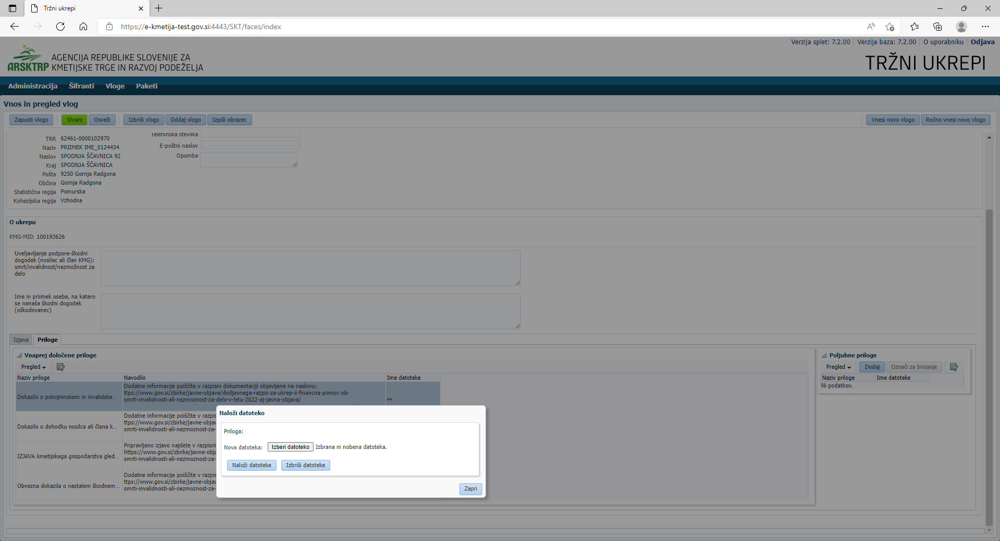 Tržni ukrepi
https://e-kmetija-test.gov.si:4443/SKT/faces/index
Verzija splet: 7.2.00 Verzija baza: 7.2.00 O uporabniku Odjava
ARSKTRP
AGENCIJA REPUBLIKE SLOVENIJE ZA
KMETIJSKE TRGE IN RAZVOJ PODEŽELJA
TRŽNI UKREPI
Administracija Šifranti Vloge Paketi
Vnos in pregled vlog
Zapusti vlogo Shrani Osveži Izbriši vlogo Oddaj vlogo Izpiši obrazec Vnesi novo vlogo Ročno vnesi novo vlogo
TRR 62461-0000102970
Naziv PRIIMEK IME_0124434
Naslov SPODNJA ŠČAVNICA 92
Kraj SPODNJA ŠČAVNICA
Pošta 9250 Gornja Radgona
Občina Gornja Radgona
Statistična regija Pomurska
Kohezijska regija Vzhodna
Telefonska številka
E-poštni naslov
Opomba
O ukrepu
KMG-MID 100193626
Uveljavljanje podpore-škodni
dogodek (nosilec ali član KMG):
smrt/invalidnost/nezmožnost za
delo
Ime in priimek osebe, na katero
se nanaša škodni dogodek
(oškodovanec)
Izjave Priloge
Vnaprej določene priloge
Pregled
Naziv priloge Navodilo Ime datoteke
Dokazilo o pokojninskem in invalidske...
Dodatne informacije poiščite v razpisni dokumentaciji objavljene na naslovu:
ttps://www.gov.si/zbirke/javne-objave/dodjavnega-razpis-za-ukrep-ii-financna-pomoc-ob-
smrti-invalidnosti-ali-nezmoznost-za-delo-v-letu-2022-aj-javna-objava/
...
Dokazilo o dohodku nosilca ali člana k...
Dodatne informacije poiščite v razpis
ttps://www.gov.si/zbirke/javne-objav
smrti-invalidnosti-ali-nezmoznost-za-
IZJAVA kmetijskega gospodarstva gled...
Pripravljeno izjavo najdete v razpisni
https://www.gov.si/zbirke/javne-obja
smrti-invalidnosti-ali-nezmoznost-za-
Obvezna dokazila o nastalem škodnem...
Dodatne informacije poiščite v razpis
ttps://www.gov.si/zbirke/javne-objav
smrti-invalidnosti-ali-nezmoznost-za-
Poljubne priloge
Pregled Dodaj Označi za brisanje
Naziv priloge Ime datoteke
Ni podatkov.
Naloži datoteko
Priloga:
Nova datoteka: Izberi datoteko Izbrana ni nobena datoteka.
Naloži datoteke Izbriši datoteke
Zapri